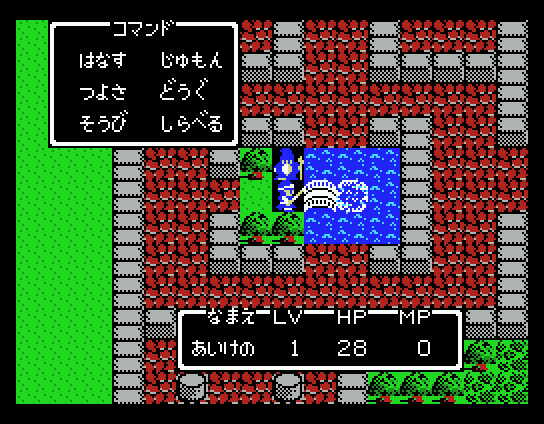 コマンド
はなす じゅもん
つよさ どうぐ
そうび しらべる
なまえ LV HP MP
あいけの 1 28 0